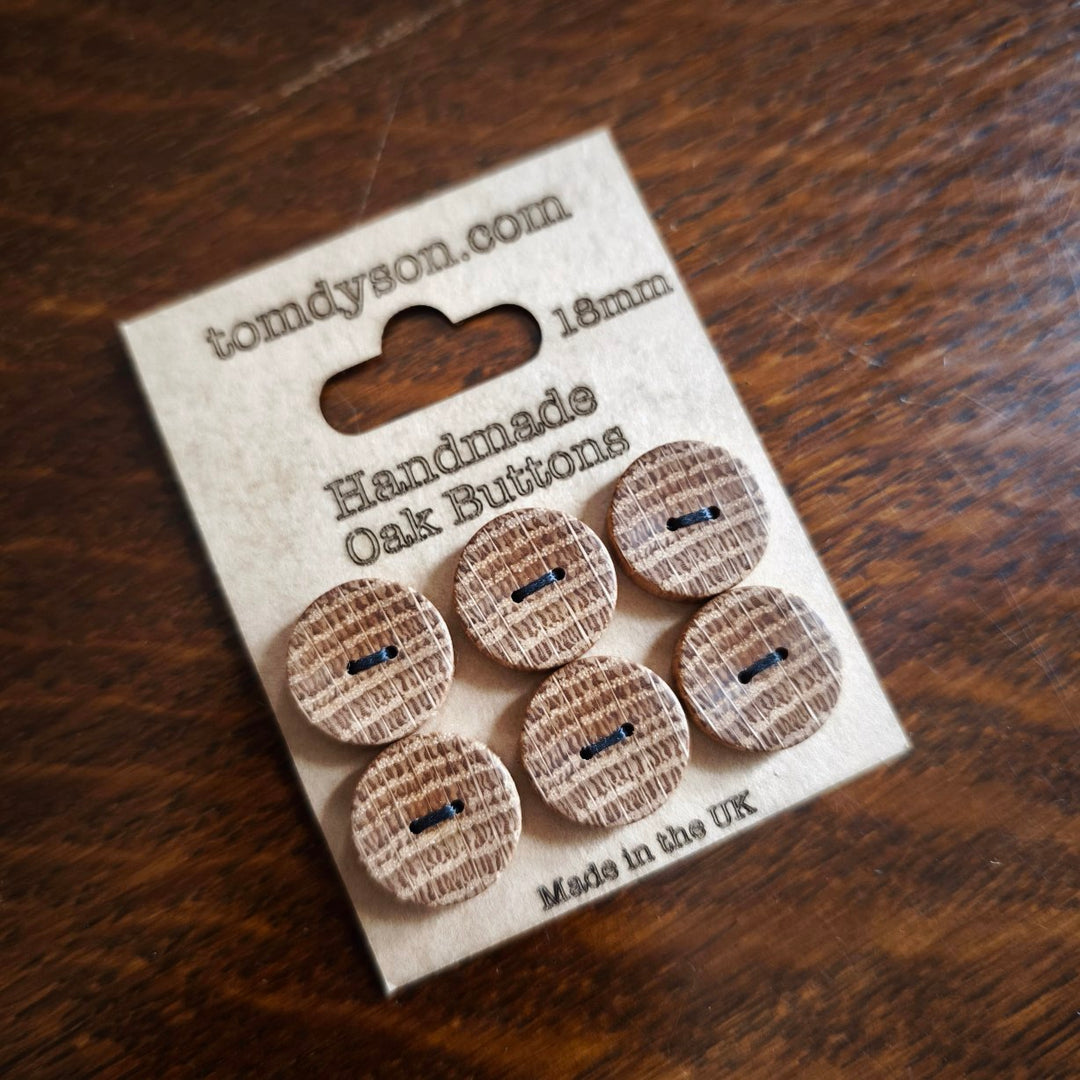 tomdyson.com
18mm
Handmade
Oak Buttons
Made in the UK